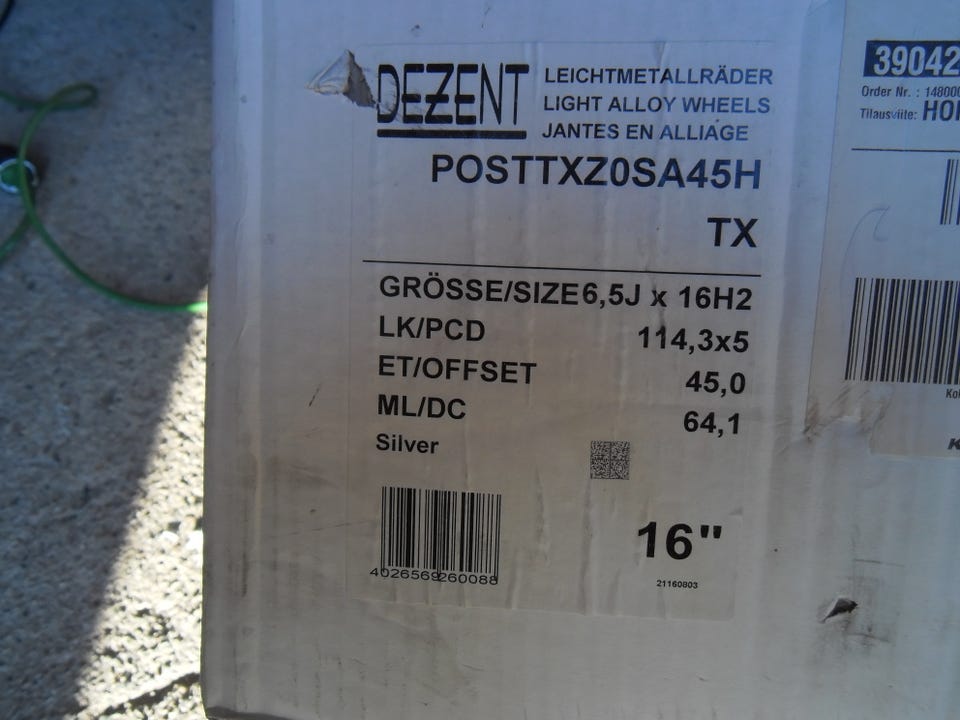 DEZENT
LEICHTMETALLRÄDER
LIGHT ALLOY WHEELS
JANTES EN ALLIAGE
POSTTXZ0SA45H
TX
GRÖSSE/SIZE 6,5J x 16H2
LK/PCD 114,3x5
ET/OFFSET 45,0
ML/DC 64,1
Silver
4026569260088
16"
21160803
39042
Order Nr. : 148000
Tilausviite: